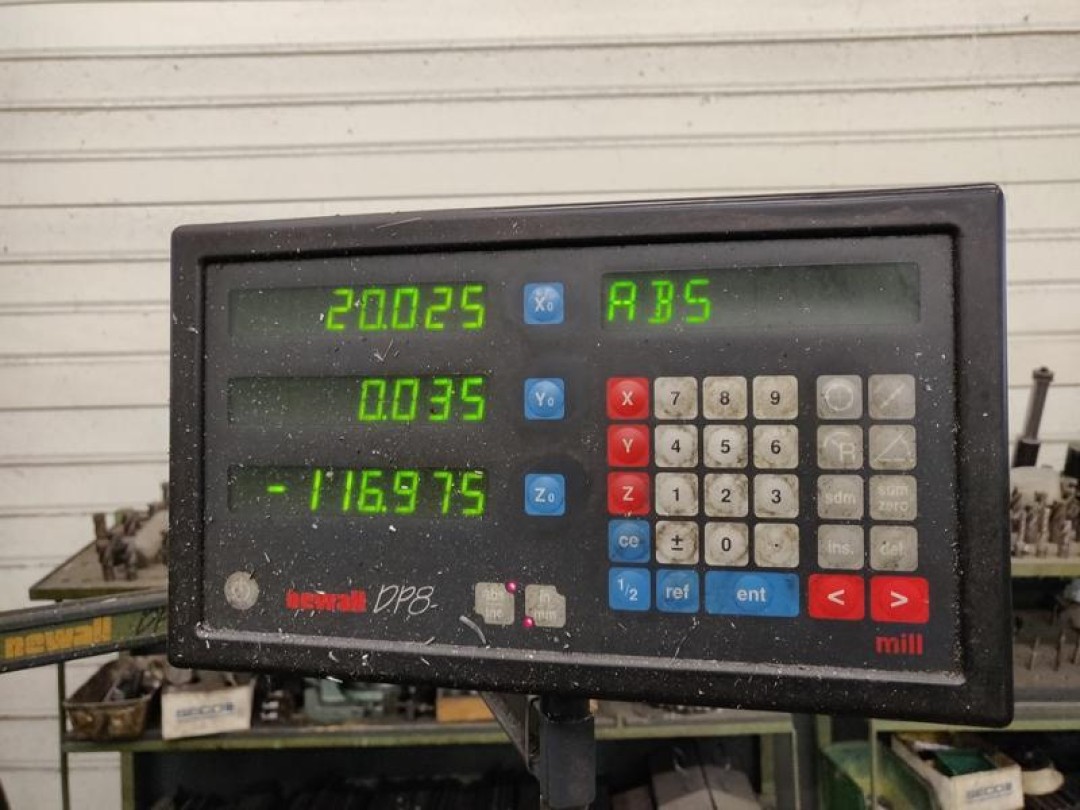 20.025 X0 ABS
0.035 Y0
-116.975 Z0
X 7 8 9
Y 4 5 6
Z 1 2 3 sdm sdm zero
ce ± 0 . ins. del
1/2 ref ent < >
newall DP8 abs inc in mm
mill
newall
SECO
SECO